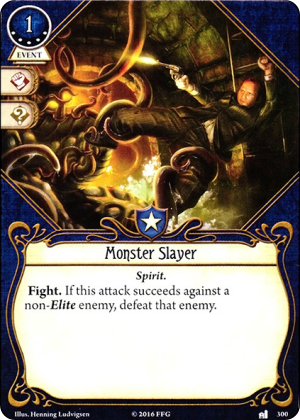 1
EVENT
Monster Slayer
Spirit.
Fight. If this attack succeeds against a
non-Elite enemy, defeat that enemy.
Illus. Henning Ludvigsen
© 2016 FFG
300